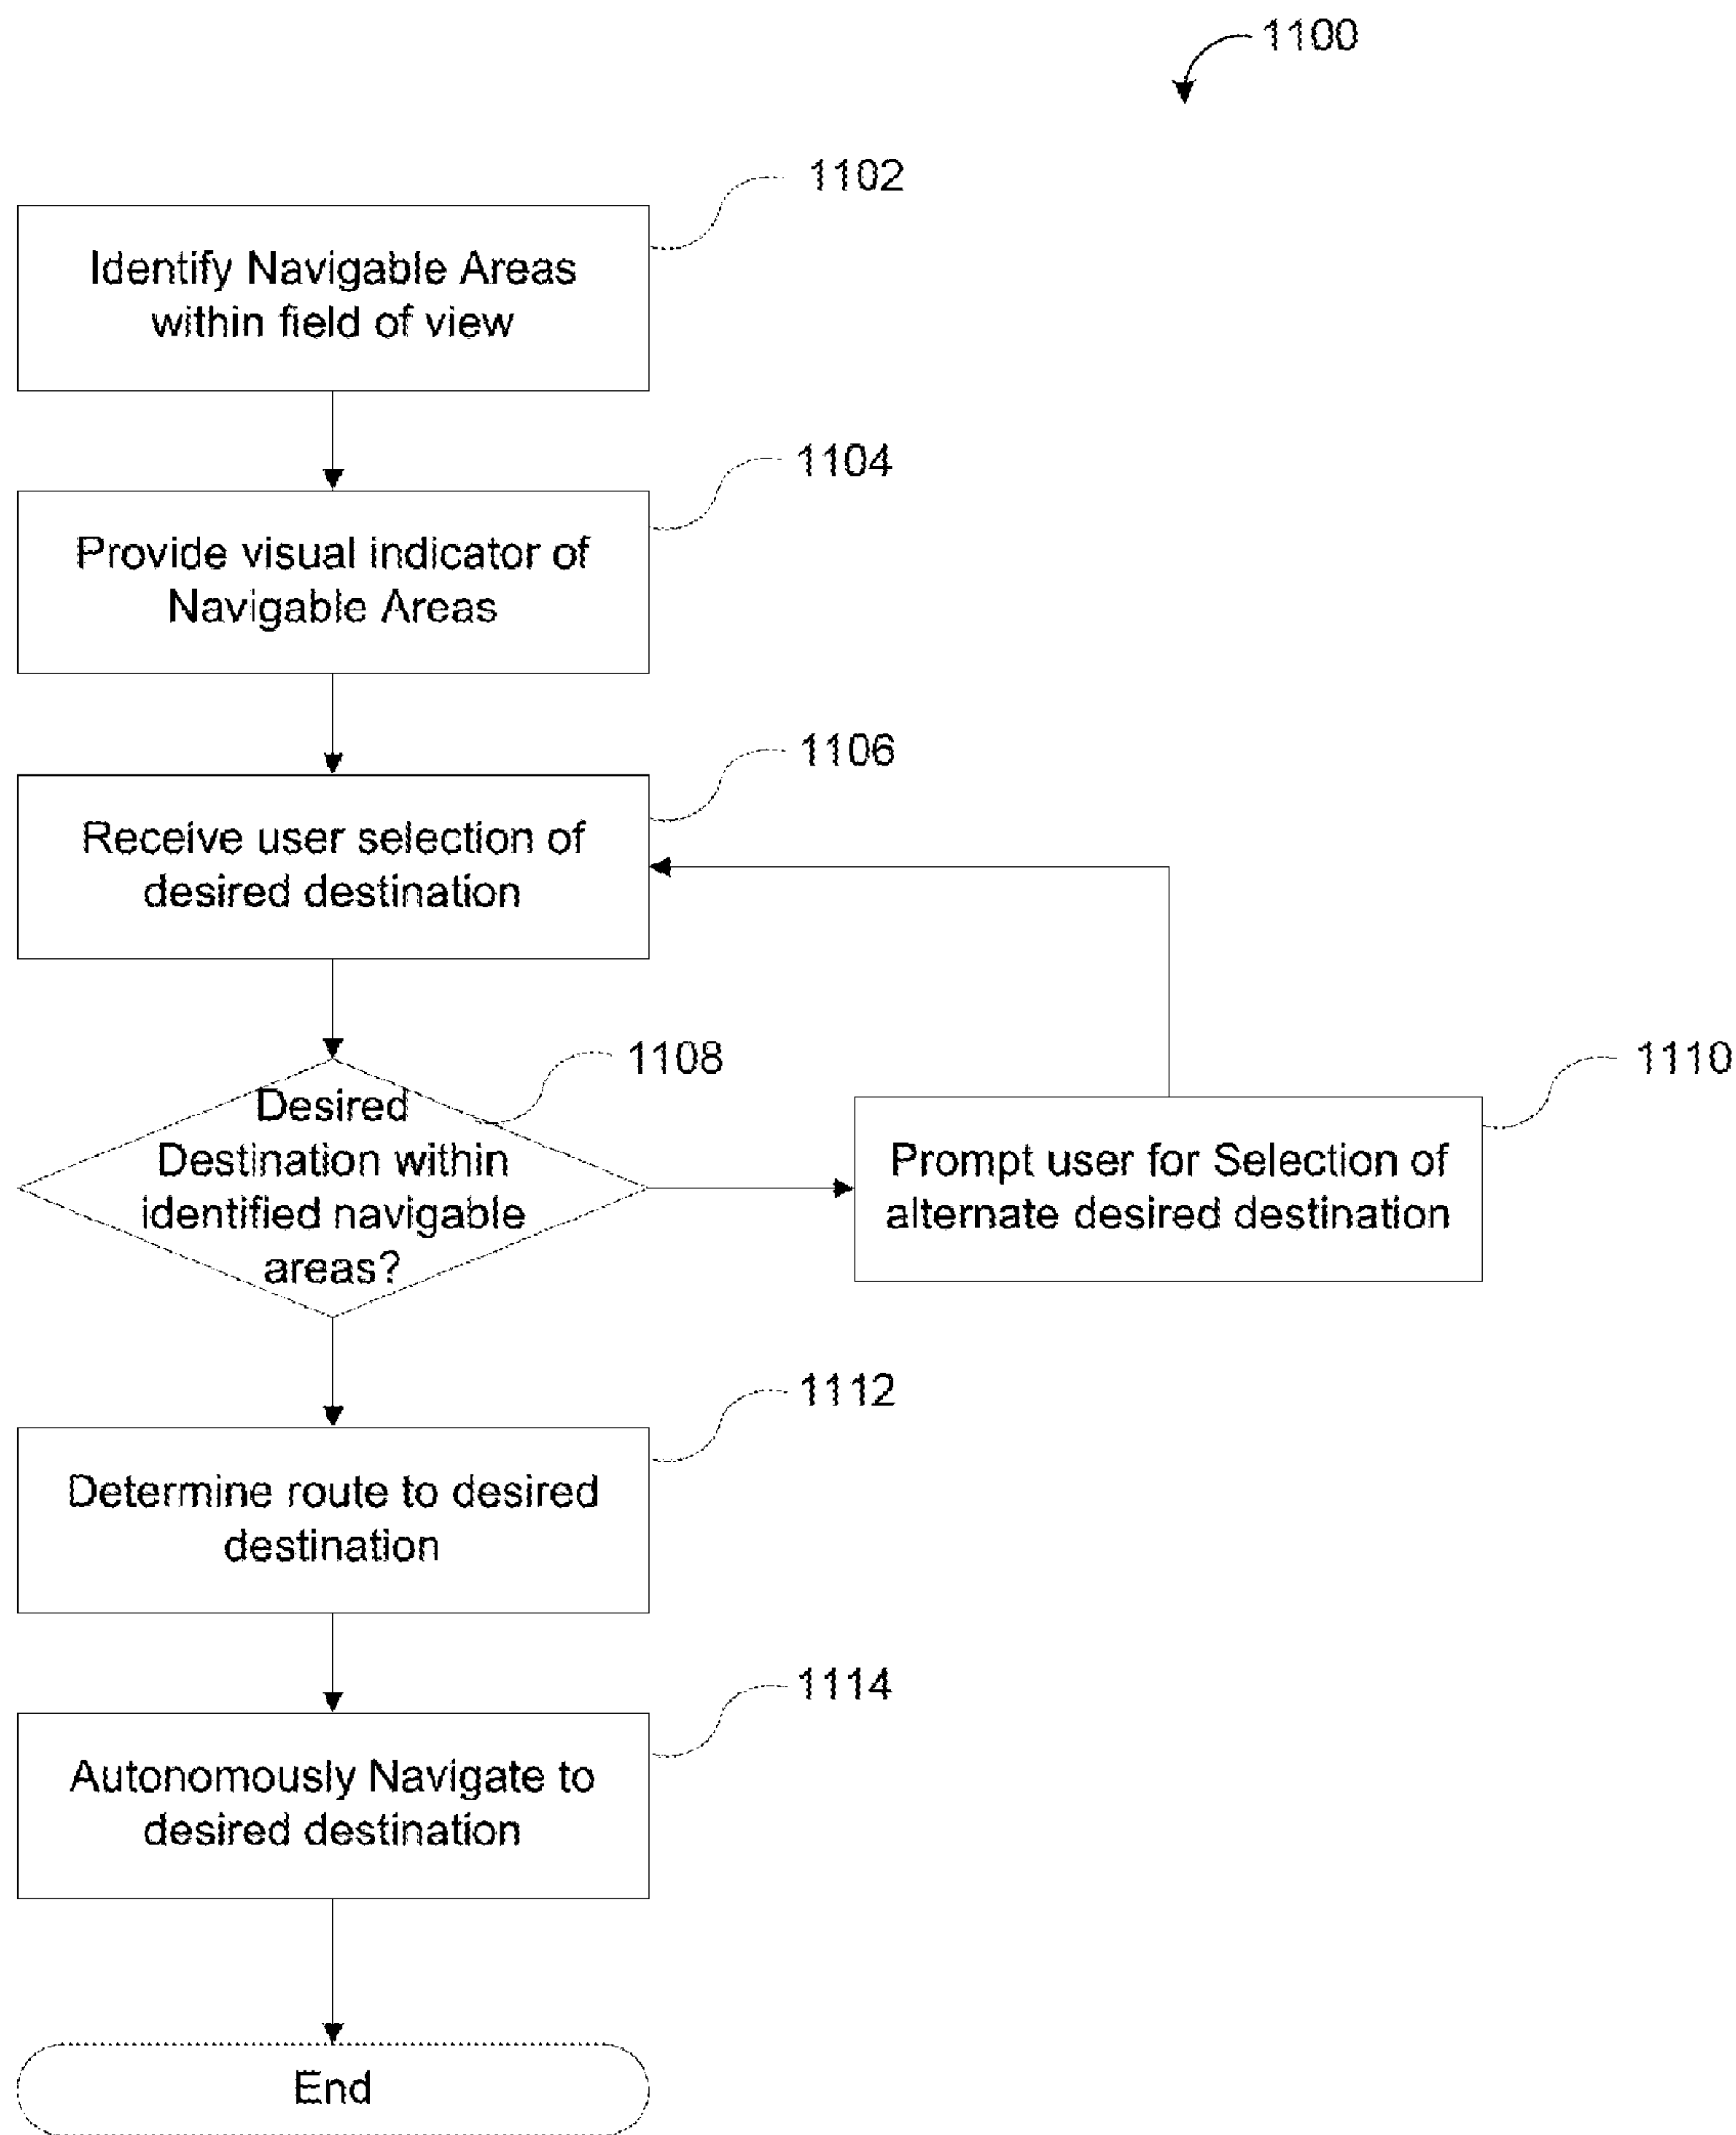 1100
1102
Identify Navigable Areas
within field of view
1104
Provide visual indicator of
Navigable Areas
1106
Receive user selection of
desired destination
1108
Desired
Destination within
identified navigable
areas?
1110
Prompt user for Selection of
alternate desired destination
1112
Determine route to desired
destination
1114
Autonomously Navigate to
desired destination
End